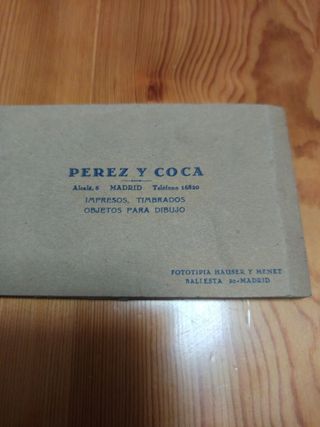 PEREZ Y COCA
Alcalá, 6 MADRID Teléfono 16820
IMPRESOS, TIMBRADOS
OBJETOS PARA DIBUJO
FOTOTIPIA HAUSER Y MENET
BALLESTA 30-MADRID